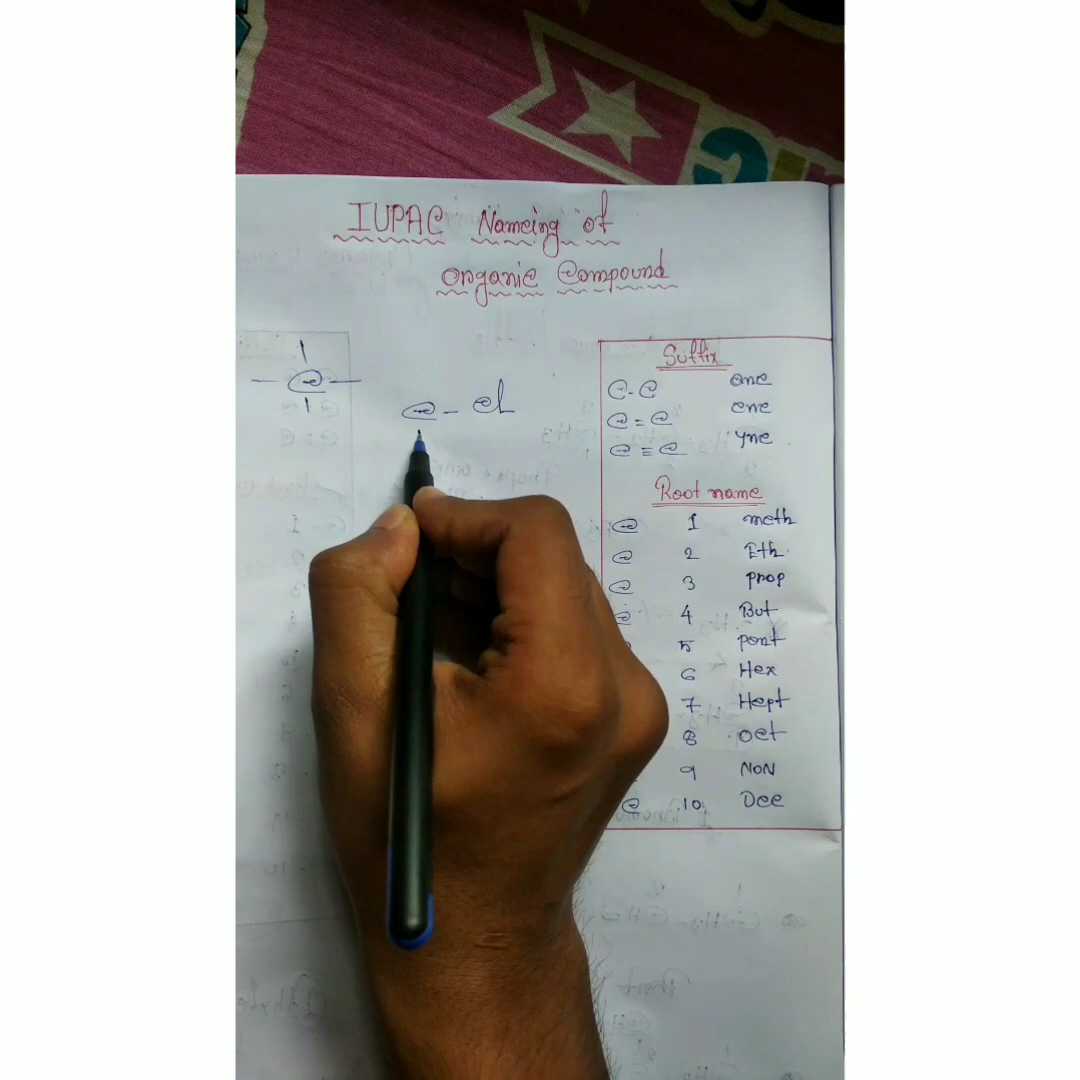 IUPAC Nameing of
Organic Compound
— C —
C – Cl
Suffix
C - C ane
C = C ene
C ≡ C yne
Root name
C 1 meth
C 2 Eth
C 3 prop
C 4 But
5 pent
6 Hex
7 Hept
8 Oct
9 NON
C 10 Dec